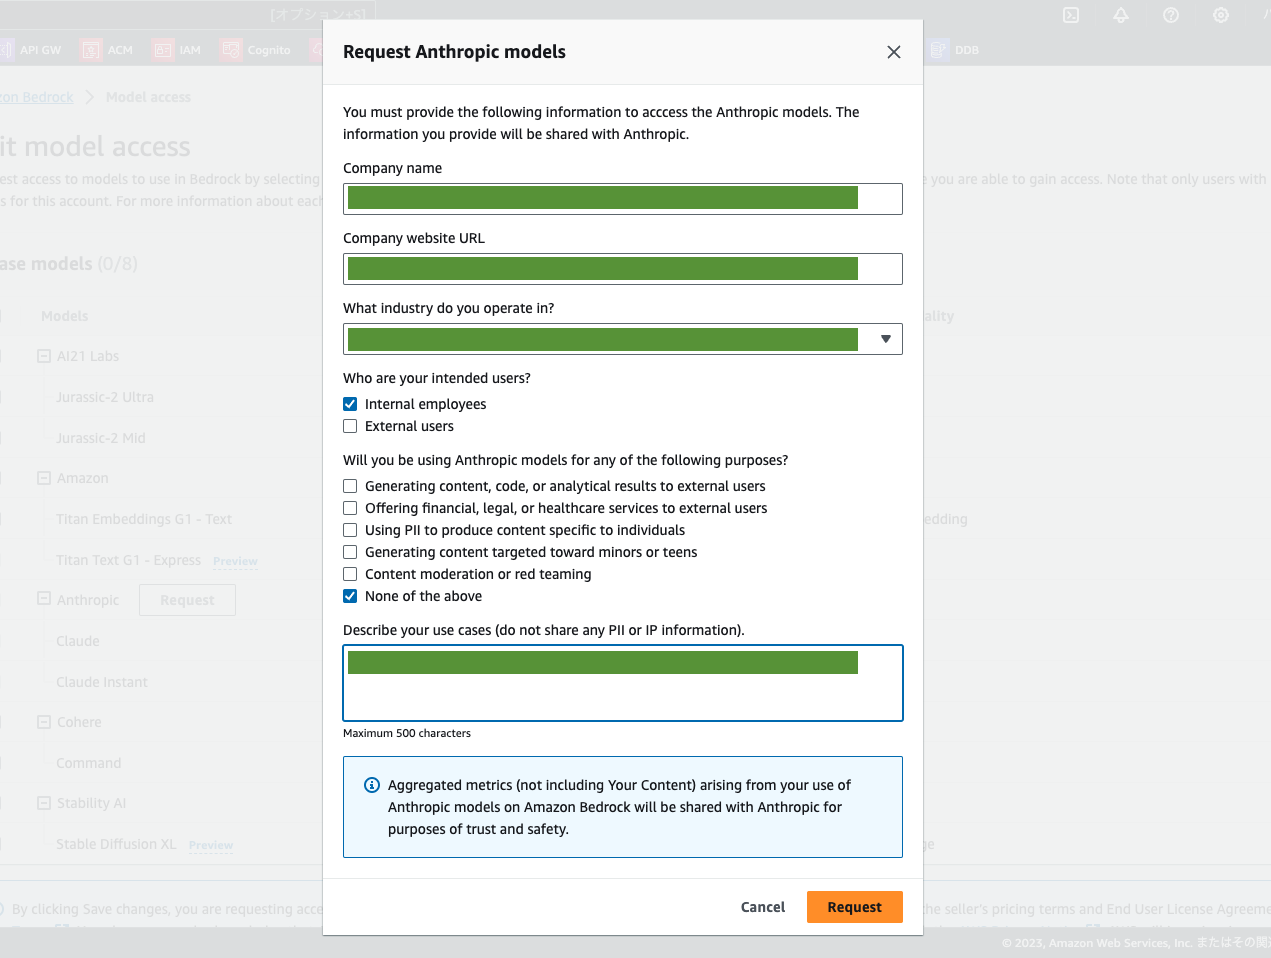 [オプション+S]
API GW
ACM
IAM
Cognito
DDB
Request Anthropic models
zon Bedrock
Model access
it model access
est access to models to use in Bedrock by selecting
e you are able to gain access. Note that only users with
s for this account. For more information about eac
You must provide the following information to acccess the Anthropic models. The
information you provide will be shared with Anthropic.
Company name
Company website URL
What industry do you operate in?
Who are your intended users?
Internal employees
External users
Will you be using Anthropic models for any of the following purposes?
Generating content, code, or analytical results to external users
Offering financial, legal, or healthcare services to external users
Using PII to produce content specific to individuals
Generating content targeted toward minors or teens
Content moderation or red teaming
None of the above
Describe your use cases (do not share any PII or IP information).
Maximum 500 characters
Aggregated metrics (not including Your Content) arising from your use of
Anthropic models on Amazon Bedrock will be shared with Anthropic for
purposes of trust and safety.
Cancel
Request
ase models (0/8)
Models
ality
AI21 Labs
Jurassic-2 Ultra
Jurassic-2 Mid
Amazon
Titan Embeddings G1 - Text
edding
Titan Text G1 - Express Preview
Anthropic Request
Claude
Claude Instant
Cohere
Command
Stability AI
Stable Diffusion XL Preview
ge
By clicking Save changes, you are requesting acce
the seller's pricing terms and End User License Agreeme
© 2023, Amazon Web Services, Inc. またはその関